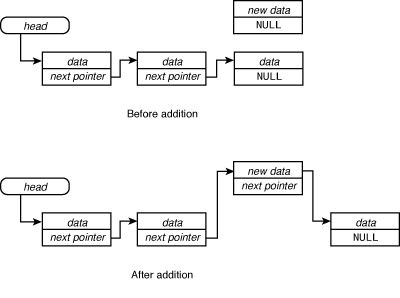 new data
NULL
head
data
next pointer
data
next pointer
data
NULL
Before addition
new data
next pointer
head
data
next pointer
data
next pointer
data
NULL
After addition